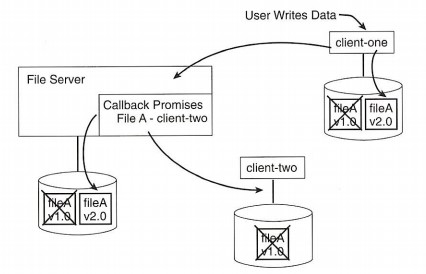 User Writes Data
client-one
File Server
Callback Promises
File A - client-two
fileA
v1.0
fileA
v2.0
client-two
fileA
v1.0
fileA
v2.0
fileA
v1.0